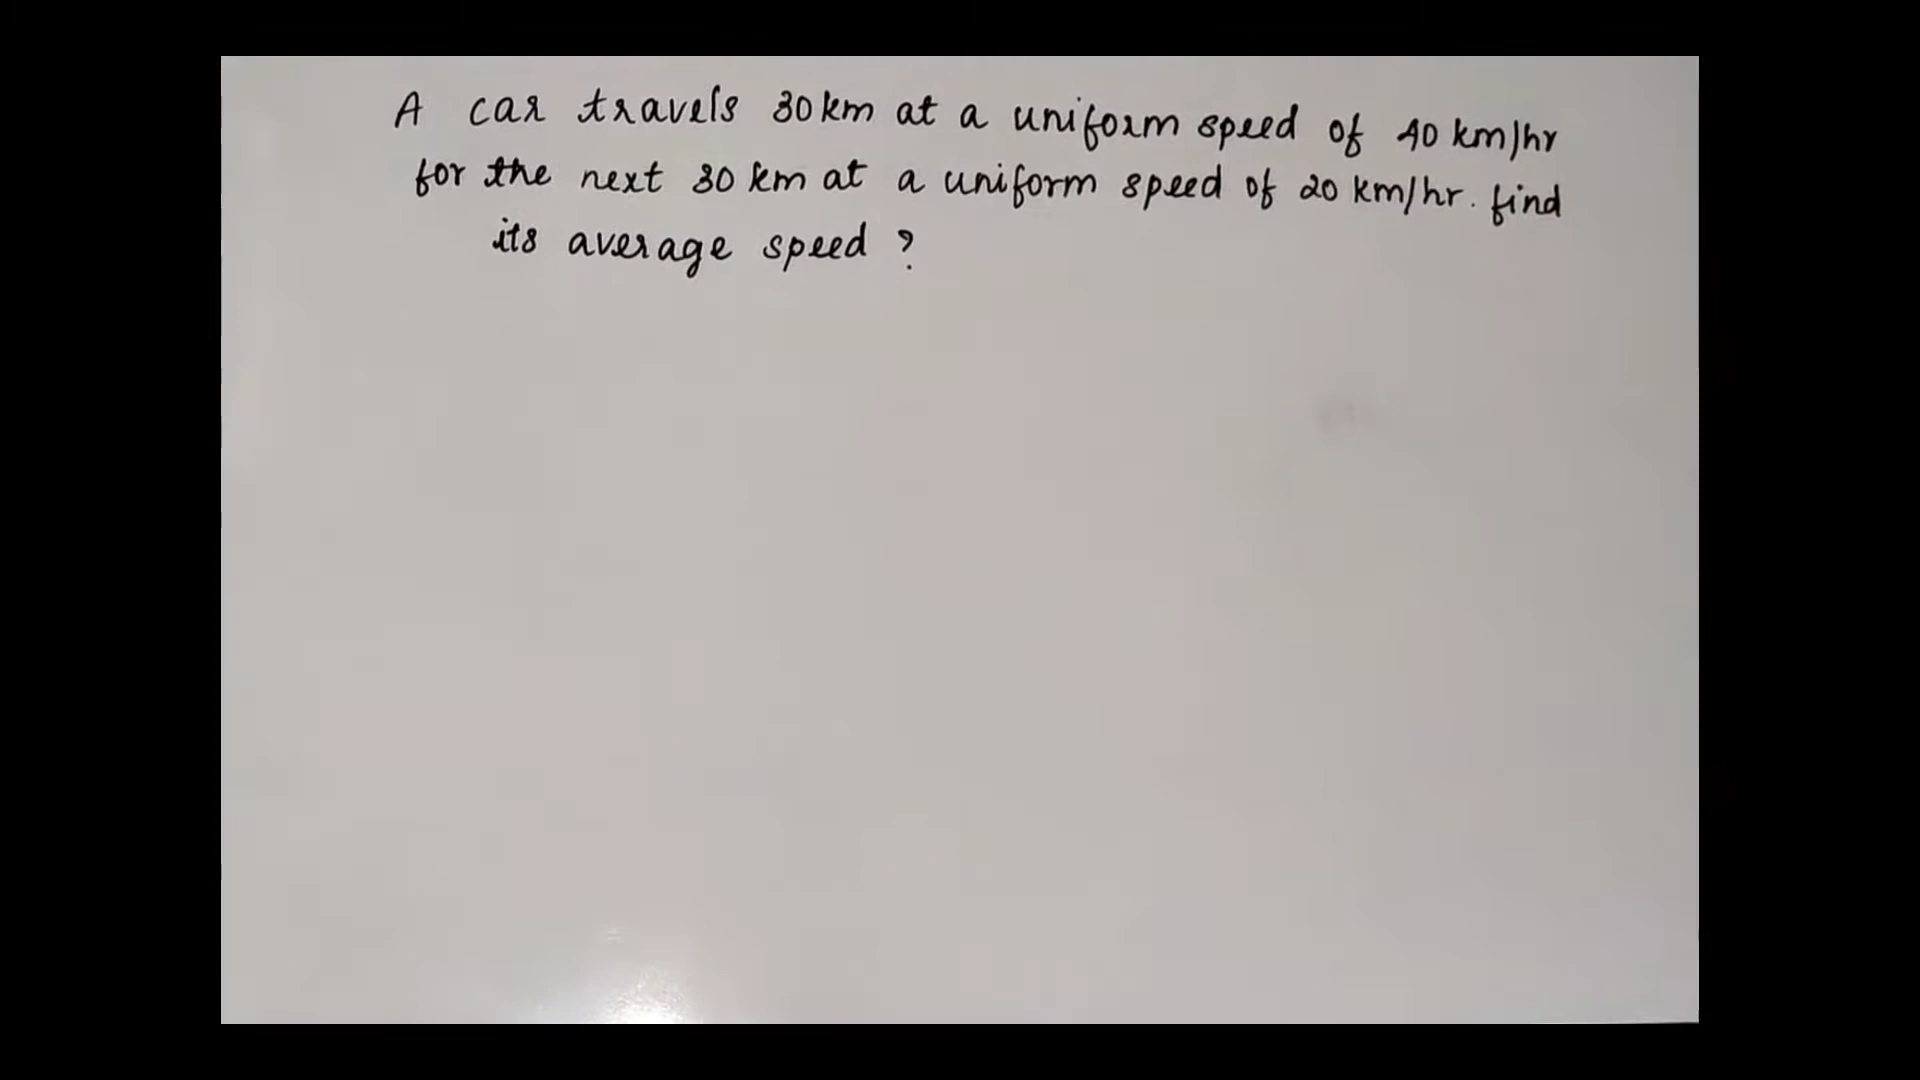 A car travels 30 km at a uniform speed of 40 km/hr
for the next 30 km at a uniform speed of 20 km/hr. find
its average speed ?